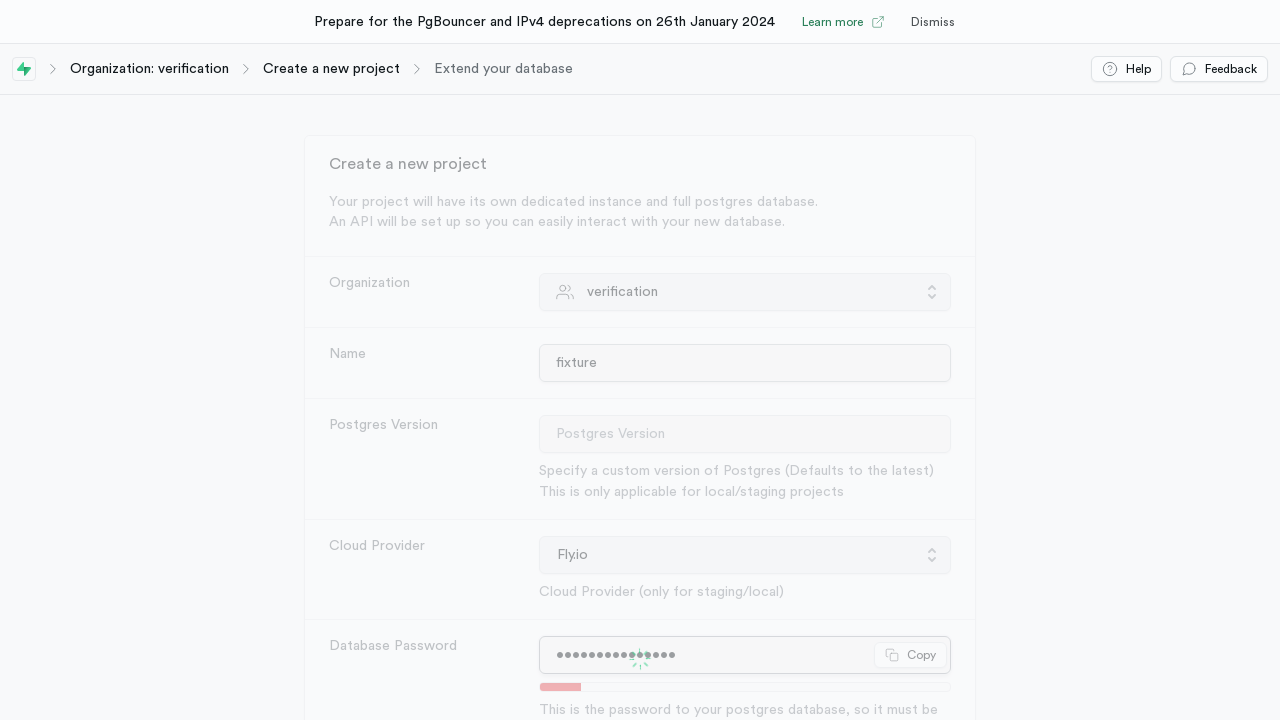 Prepare for the PgBouncer and IPv4 deprecations on 26th January 2024 Learn more Dismiss
Organization: verification Create a new project Extend your database Help Feedback
Create a new project
Your project will have its own dedicated instance and full postgres database.
An API will be set up so you can easily interact with your new database.
Organization verification
Name fixture
Postgres Version Postgres Version
Specify a custom version of Postgres (Defaults to the latest)
This is only applicable for local/staging projects
Cloud Provider Fly.io
Cloud Provider (only for staging/local)
Database Password Copy
This is the password to your postgres database, so it must be